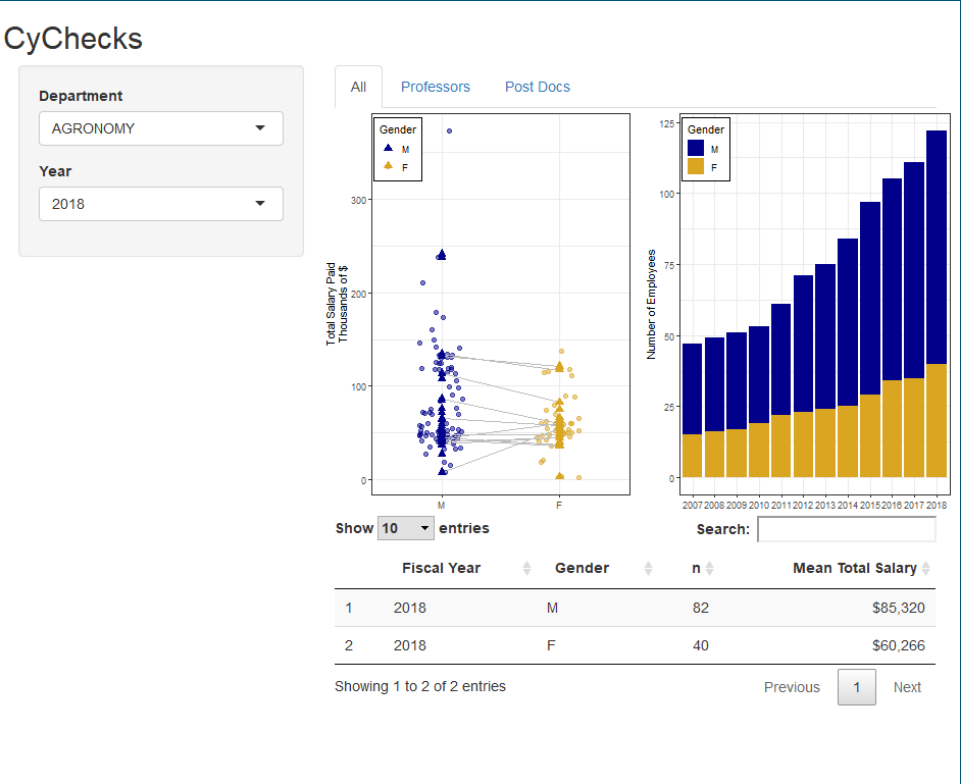 CyChecks
Department
AGRONOMY
Year
2018
All Professors Post Docs
Gender
M
F
300
200
100
0
Total Salary Paid
Thousands of $
M F
Gender
M
F
125
100
75
50
25
0
Number of Employees
2007 2008 2009 2010 2011 2012 2013 2014 2015 2016 2017 2018
Show 10 entries
Search:
Fiscal Year Gender n Mean Total Salary
1 2018 M 82 $85,320
2 2018 F 40 $60,266
Showing 1 to 2 of 2 entries
Previous 1 Next